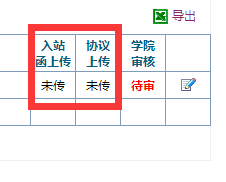 导出
入站 协议 学院
函上传 上传 审核
未传 未传 待审